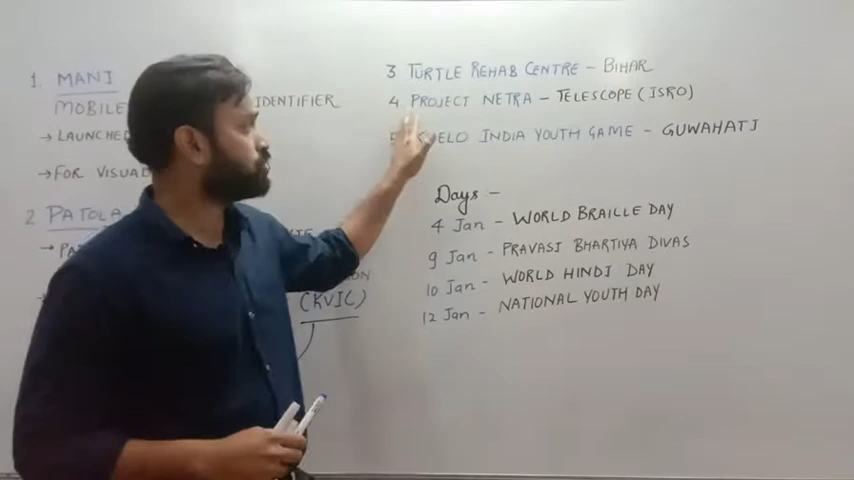 1. MANI
MOBILE IDENTIFIER
→ LAUNCHED
→ FOR VISUAL
2 PATOLA
→
(KVIC)
3 TURTLE REHAB CENTRE - BIHAR
4 PROJECT NETRA - TELESCOPE (ISRO)
INDIA YOUTH GAME - GUWAHATI
Days -
4 Jan - WORLD BRAILLE DAY
9 Jan - PRAVASI BHARTIYA DIVAS
10 Jan - WORLD HINDI DAY
12 Jan - NATIONAL YOUTH DAY